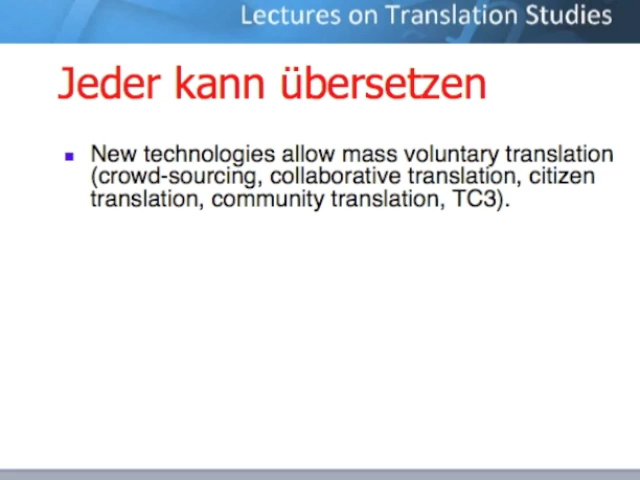 Lectures on Translation Studies
Jeder kann übersetzen
▪ New technologies allow mass voluntary translation
(crowd-sourcing, collaborative translation, citizen
translation, community translation, TC3).